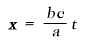 x = bc/a t